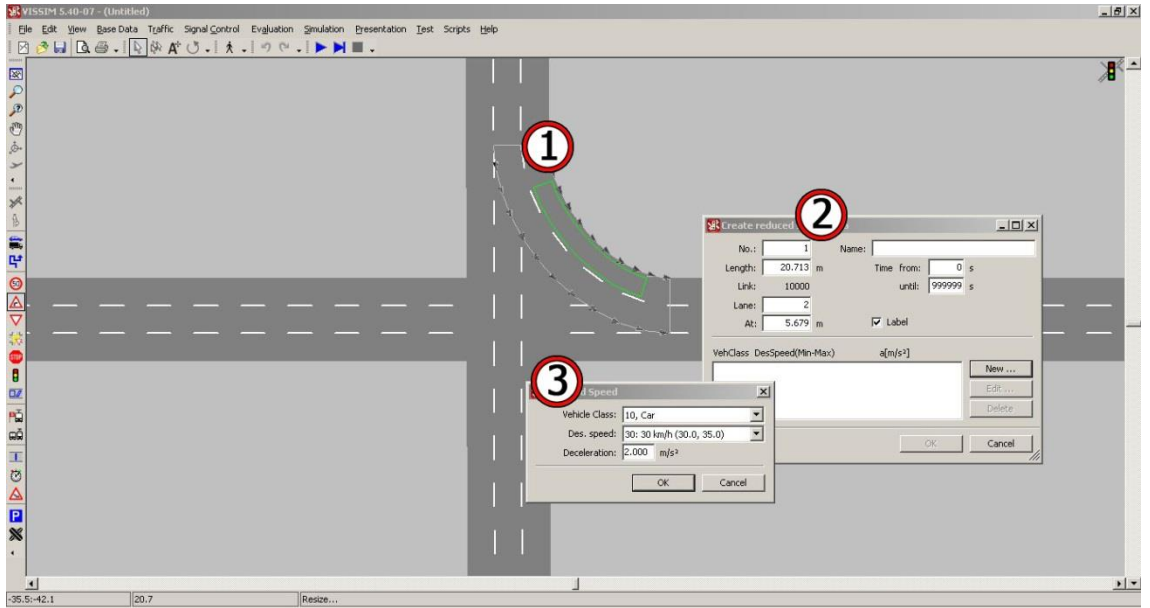 VISSIM 5.40-07 - (Untitled)
File Edit View Base Data Traffic Signal Control Evaluation Simulation Presentation Test Scripts Help
1
2
Create reduced
No.: 1 Name:
Length: 20.713 m Time from: 0 s
Link: 10000 until: 999999 s
Lane: 2
At: 5.679 m Label
VehClass DesSpeed(Min-Max) a[m/s²]
New ...
Edit ...
Delete
OK Cancel
3
Speed
Vehicle Class: 10, Car
Des. speed: 30: 30 km/h (30.0, 35.0)
Deceleration: 2.000 m/s²
OK Cancel
50
STOP
P
-35.5:-42.1 20.7 Resize...